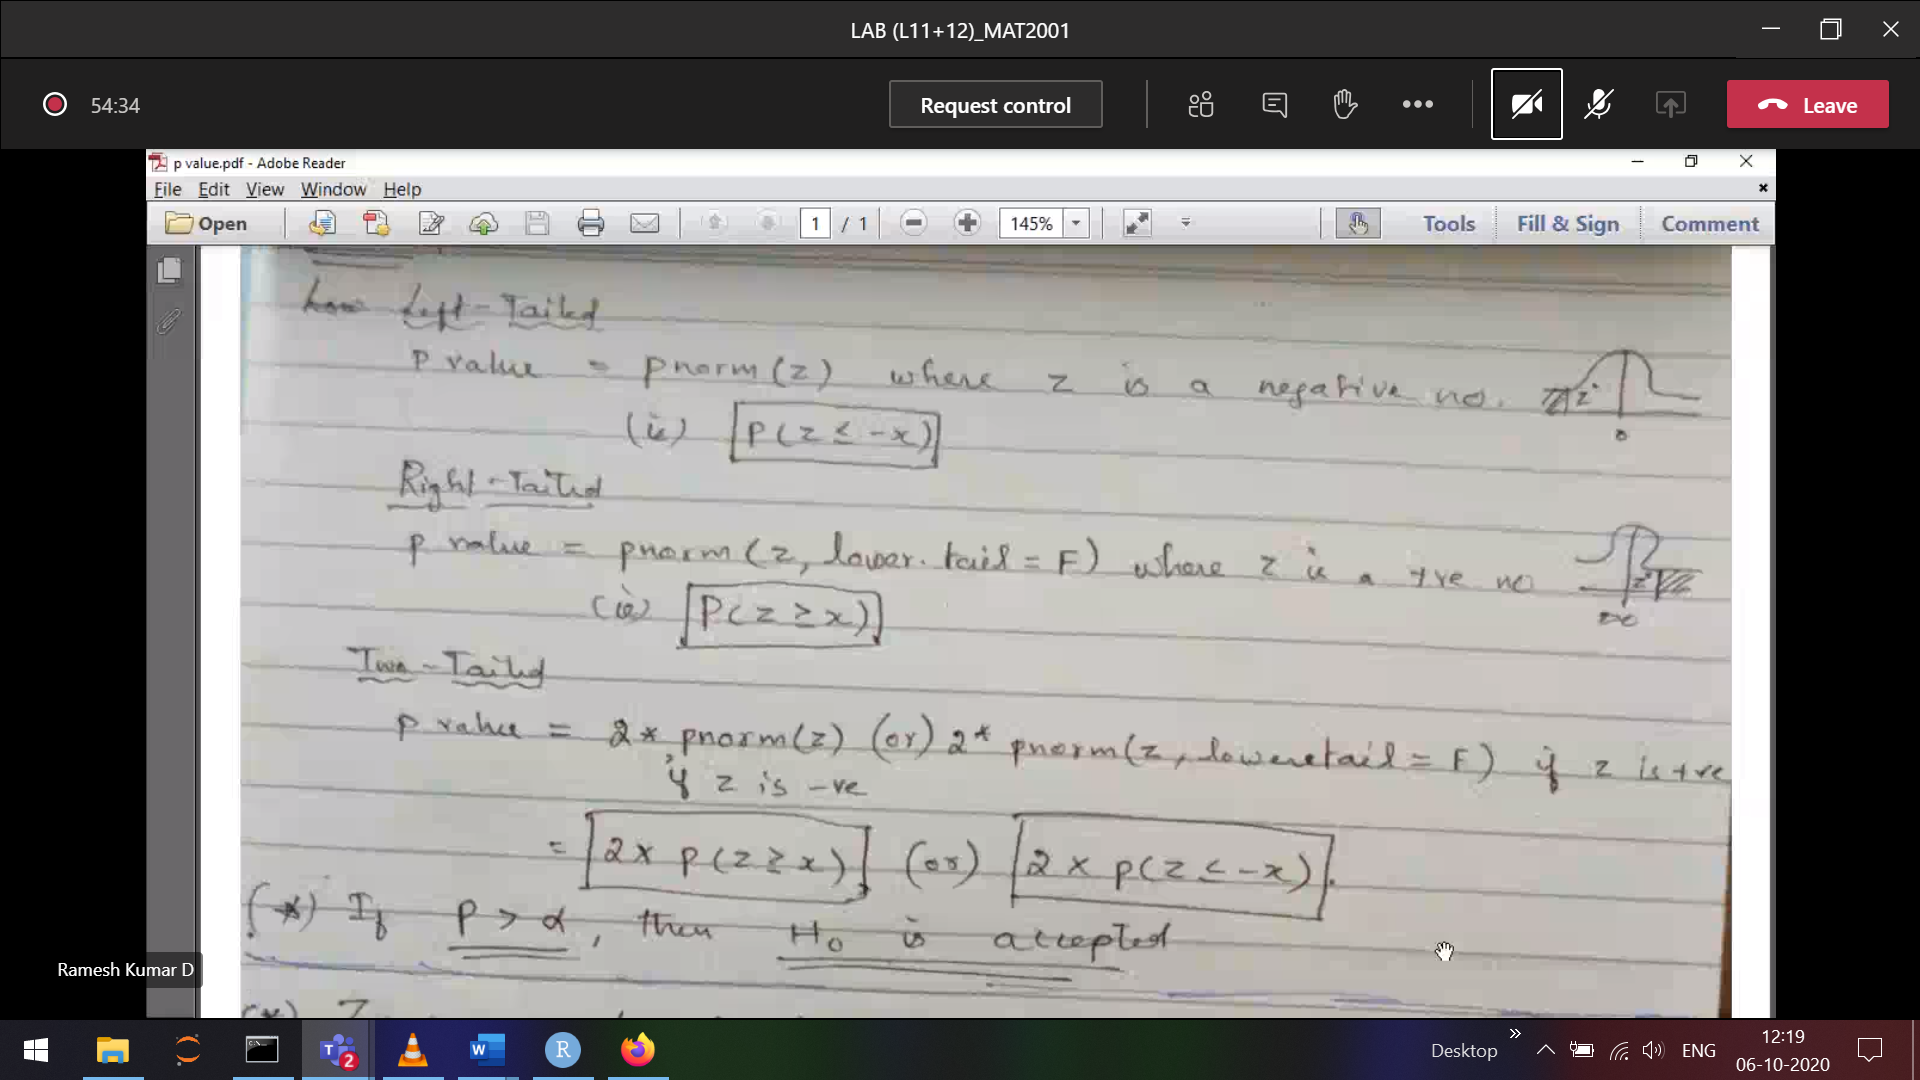 LAB (L11+12)_MAT2001
54:34
Request control
Leave
p value.pdf - Adobe Reader
File Edit View Window Help
Open
1 / 1
145%
Tools Fill & Sign Comment
Left-Tailed
p value = pnorm(z) where z is a negative no.
(ie) P(z ≤ -x)
z
0
Right-Tailed
p value = pnorm(z, lower.tail = F) where z is a +ve no
(ie) P(z ≥ x)
z
Two-Tailed
p value = 2* pnorm(z) (or) 2* pnorm(z, lower tail = F) if z is +ve
if z is -ve
= 2 x p(z ≥ x) (or) 2 x p(z ≤ -x).
(*) If p > α, then H0 is accepted
Ramesh Kumar D
2
Desktop
ENG
12:19
06-10-2020